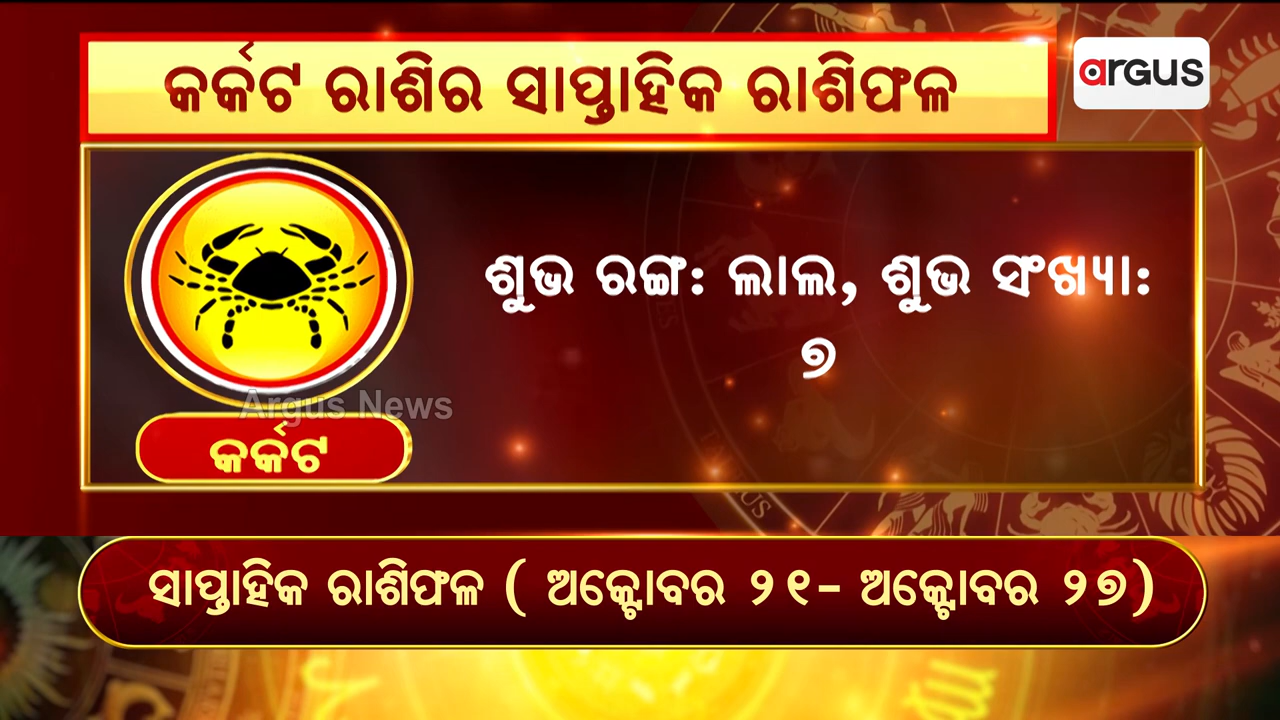 କର୍କଟ ରାଶିର ସାପ୍ତାହିକ ରାଶିଫଳ
argus
ଶୁଭ ରଙ୍ଗ: ଲାଲ, ଶୁଭ ସଂଖ୍ୟା:
୭
Argus News
କର୍କଟ
ସାପ୍ତାହିକ ରାଶିଫଳ ( ଅକ୍ଟୋବର ୨୧- ଅକ୍ଟୋବର ୨୭)